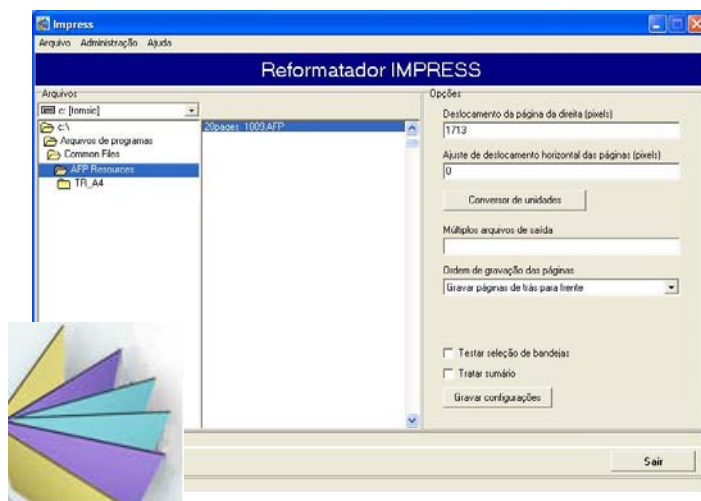 Impress
Arquivo Administração Ajuda
Reformatador IMPRESS
Arquivos
c: [tomsic]
c:\
Arquivos de programas
Common Files
AFP Resources
TR_A4
20pages_1009.AFP
Opções
Deslocamento da página da direita (pixels)
1713
Ajuste de deslocamento horizontal das páginas (pixels)
0
Conversor de unidades
Múltiplos arquivos de saída
Ordem de gravação das páginas
Gravar páginas de trás para frente
Testar seleção de bandejas
Tratar sumário
Gravar configurações
Sair